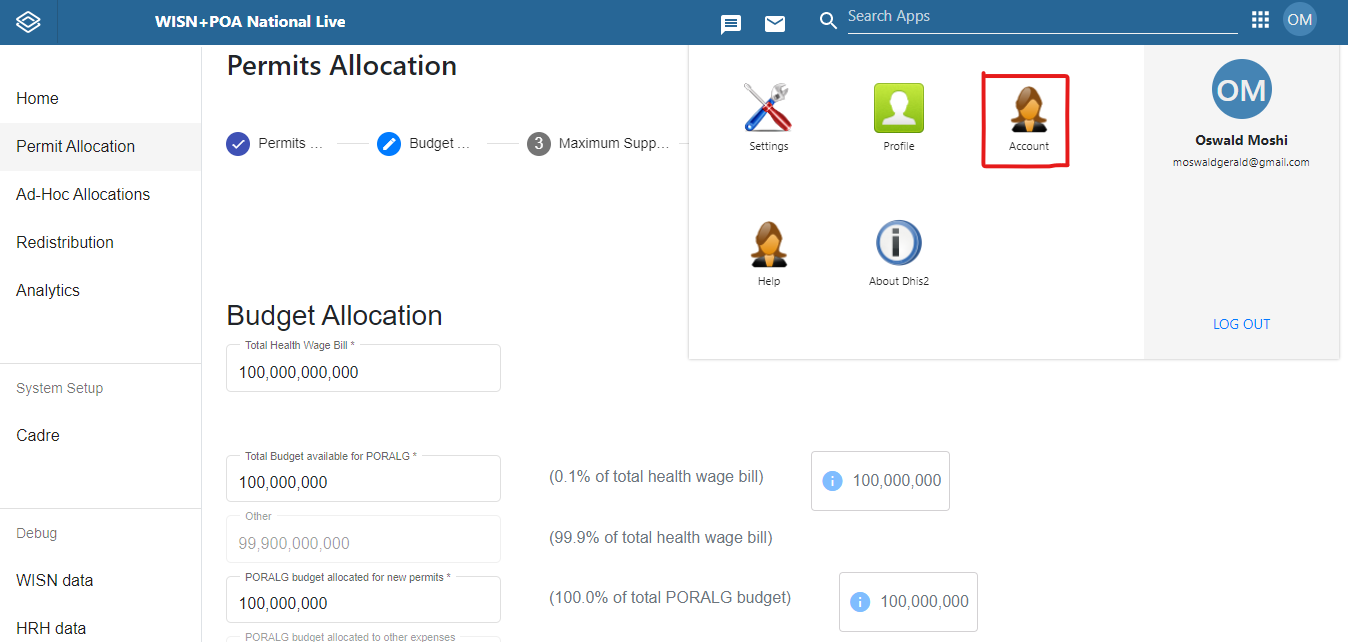 WISN+POA National Live
Search Apps
OM
Home
Permit Allocation
Ad-Hoc Allocations
Redistribution
Analytics
System Setup
Cadre
Debug
WISN data
HRH data
Permits Allocation
Permits ...
Budget ...
3 Maximum Supp...
Settings
Profile
Account
Help
About Dhis2
OM
Oswald Moshi
moswaldgerald@gmail.com
LOG OUT
Budget Allocation
Total Health Wage Bill *
100,000,000,000
Total Budget available for PORALG *
100,000,000
(0.1% of total health wage bill)
i 100,000,000
Other
99,900,000,000
(99.9% of total health wage bill)
PORALG budget allocated for new permits *
100,000,000
(100.0% of total PORALG budget)
i 100,000,000
PORALG budget allocated to other expenses